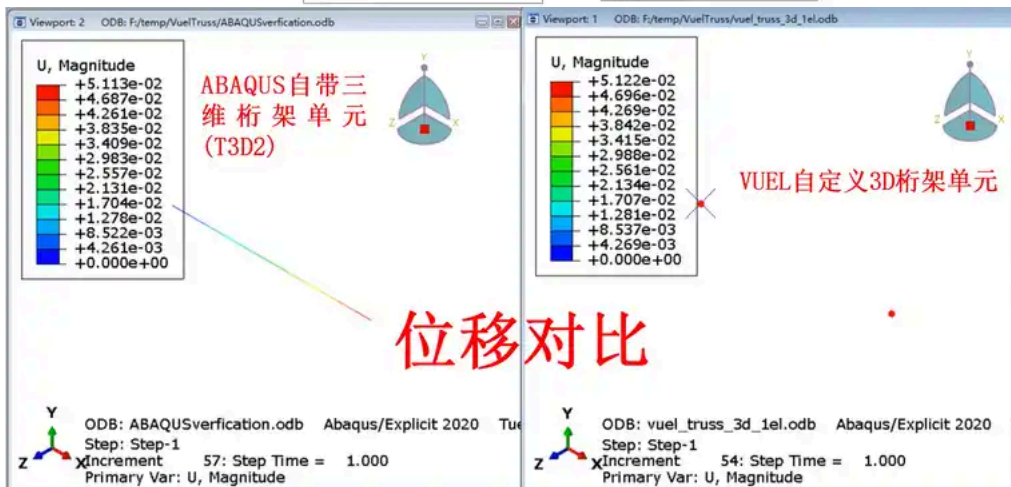 Viewport: 2 ODB: F:/temp/VuelTruss/ABAQUSverfication.odb
U, Magnitude
+5.113e-02
+4.687e-02
+4.261e-02
+3.835e-02
+3.409e-02
+2.983e-02
+2.557e-02
+2.131e-02
+1.704e-02
+1.278e-02
+8.522e-03
+4.261e-03
+0.000e+00
ABAQUS自带三
维桁架单元
(T3D2)
Y
Z
X
Y
Z
X
ODB: ABAQUSverfication.odb Abaqus/Explicit 2020 Tue
Step: Step-1
Increment 57: Step Time = 1.000
Primary Var: U, Magnitude
位移对比
Viewport: 1 ODB: F:/temp/VuelTruss/vuel_truss_3d_1el.odb
U, Magnitude
+5.122e-02
+4.696e-02
+4.269e-02
+3.842e-02
+3.415e-02
+2.988e-02
+2.561e-02
+2.134e-02
+1.707e-02
+1.281e-02
+8.537e-03
+4.269e-03
+0.000e+00
VUEL自定义3D桁架单元
Y
Z
X
Y
Z
X
ODB: vuel_truss_3d_1el.odb Abaqus/Explicit 2020
Step: Step-1
Increment 54: Step Time = 1.000
Primary Var: U, Magnitude